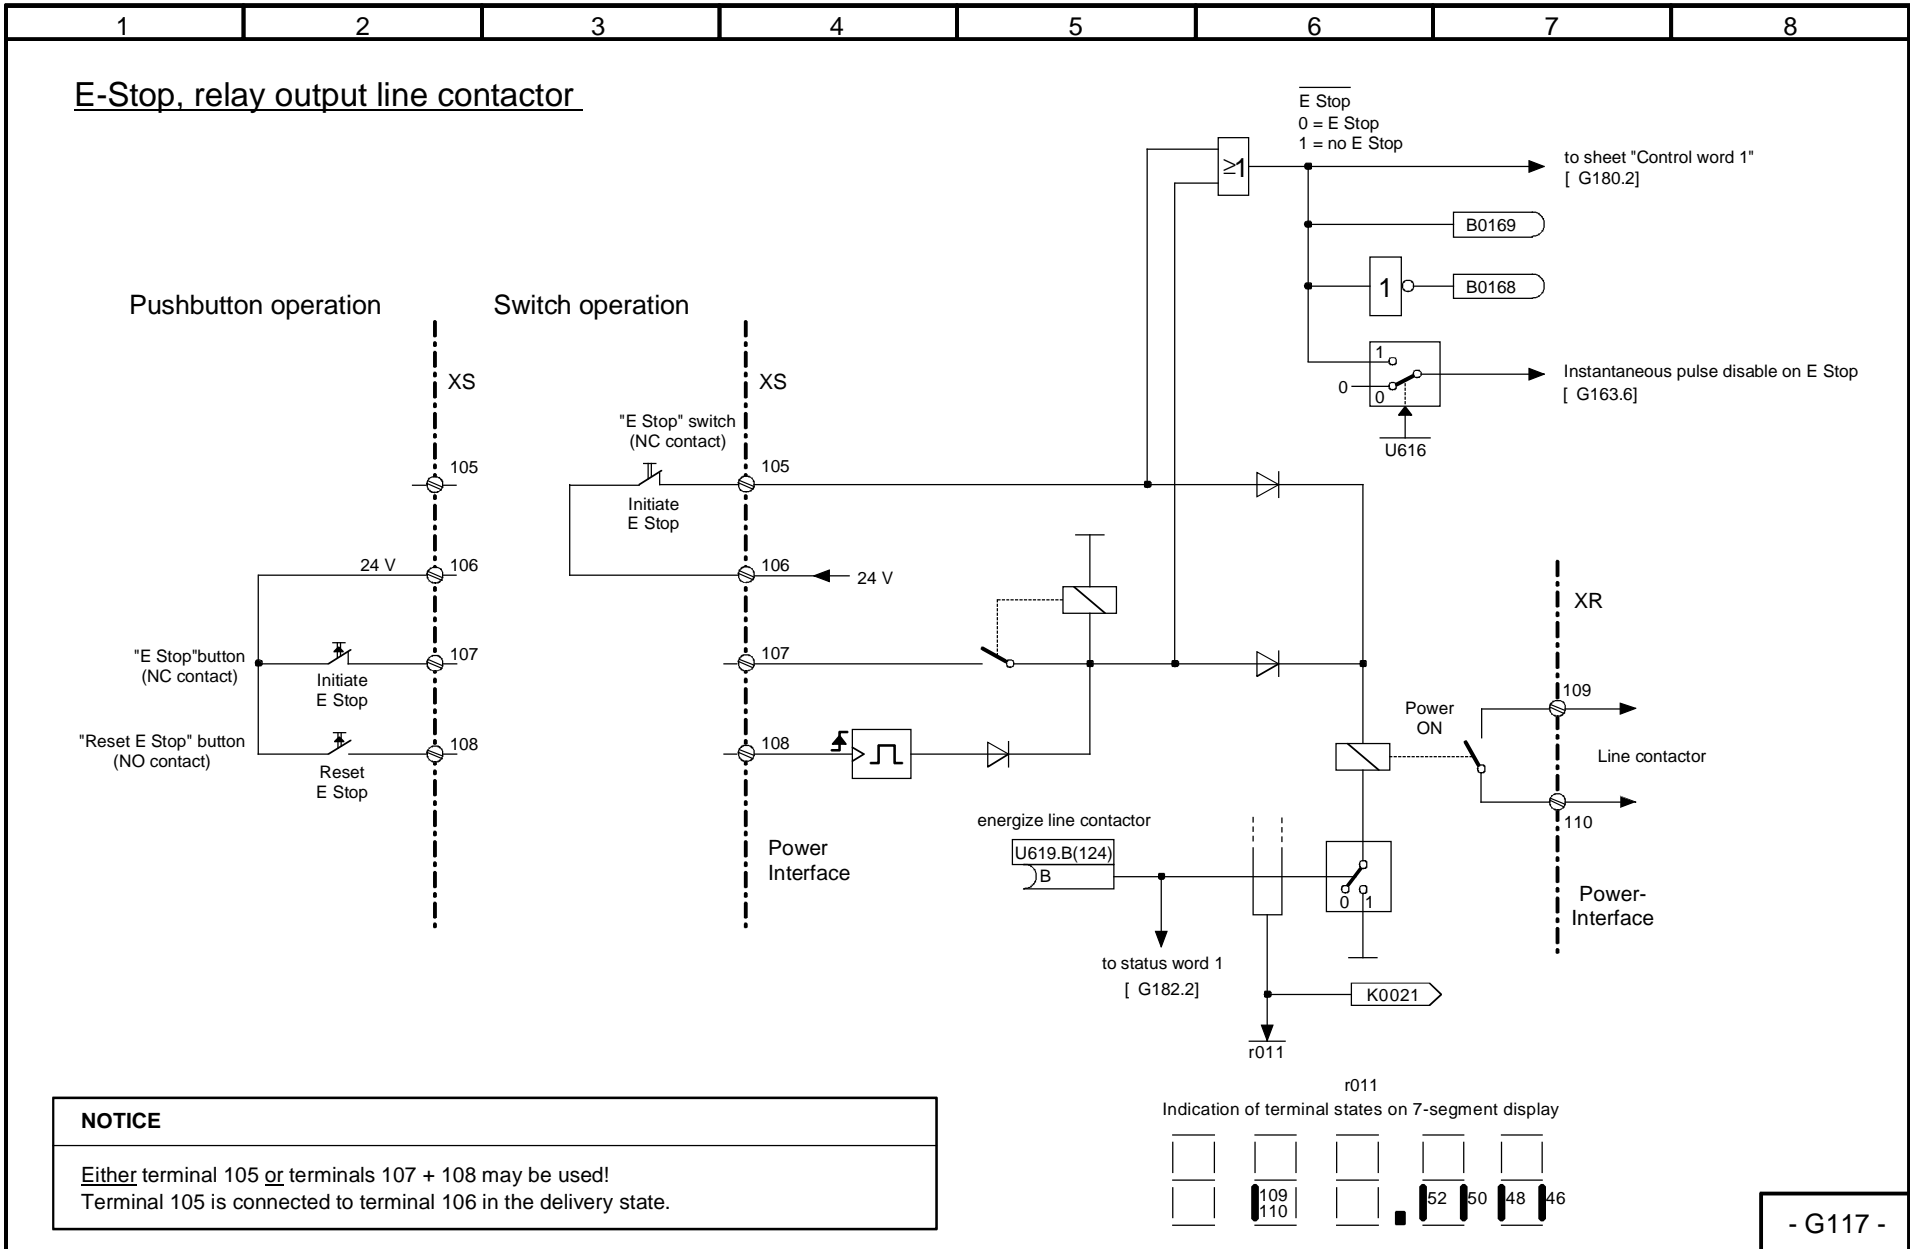 1 2 3 4 5 6 7 8
E-Stop, relay output line contactor
E Stop
0 = E Stop
1 = no E Stop
≥1
to sheet "Control word 1"
[ G180.2]
B0169
1
B0168
Pushbutton operation
Switch operation
XS
XS
1
0
0
Instantaneous pulse disable on E Stop
[ G163.6]
U616
"E Stop" switch
(NC contact)
105
105
Initiate
E Stop
24 V
106
106
24 V
XR
"E Stop"button
(NC contact)
107
107
Initiate
E Stop
109
Power
ON
"Reset E Stop" button
(NO contact)
108
108
Reset
E Stop
Line contactor
110
energize line contactor
U619.B(124)
B
Power
Interface
0 1
Power-
Interface
to status word 1
[ G182.2]
K0021
r011
r011
Indication of terminal states on 7-segment display
109
110
52 50 48 46
NOTICE
Either terminal 105 or terminals 107 + 108 may be used!
Terminal 105 is connected to terminal 106 in the delivery state.
- G117 -